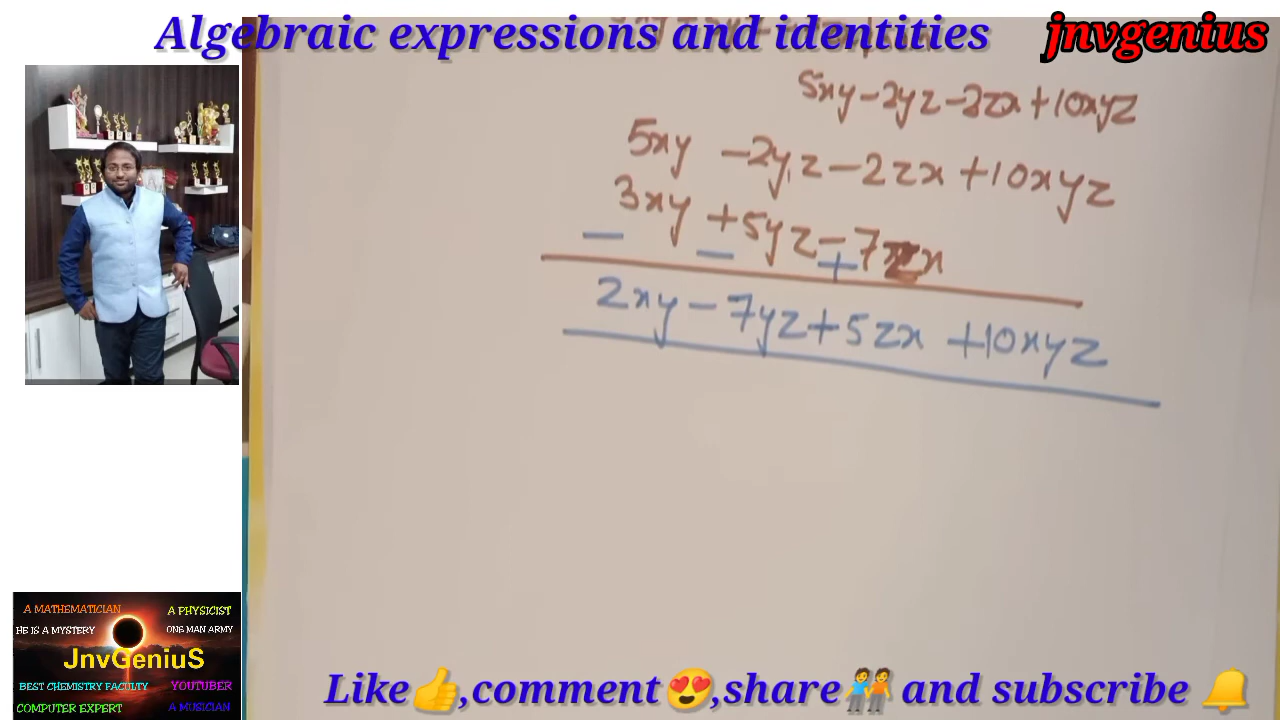 Algebraic expressions and identities
jnvgenius
5xy-2yz-2zx+10xyz
5xy -2yz-2zx +10xyz
3xy +5yz-7zx
- - +
2xy-7yz+5zx +10xyz
A MATHEMATICIAN
A PHYSICIST
HE IS A MYSTERY
ONE MAN ARMY
JnvGeniuS
BEST CHEMISTRY FACULTY
YOUTUBER
COMPUTER EXPERT
A MUSICIAN
Like👍,comment😍,share🧑‍🤝‍🧑 and subscribe 🔔